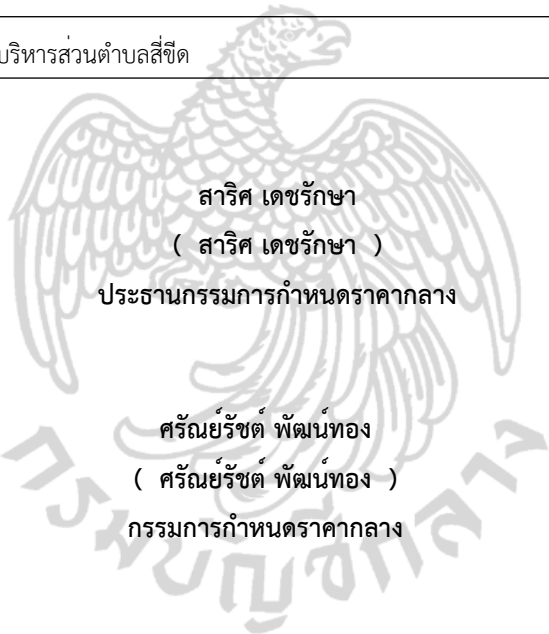 บริหารส่วนตำบลสี่ขีด
สาริศ เดชรักษา
( สาริศ เดชรักษา )
ประธานกรรมการกำหนดราคากลาง
ศรัณย์รัชต์ พัฒน์ทอง
( ศรัณย์รัชต์ พัฒน์ทอง )
กรรมการกำหนดราคากลาง
กรมบัญชีกลาง